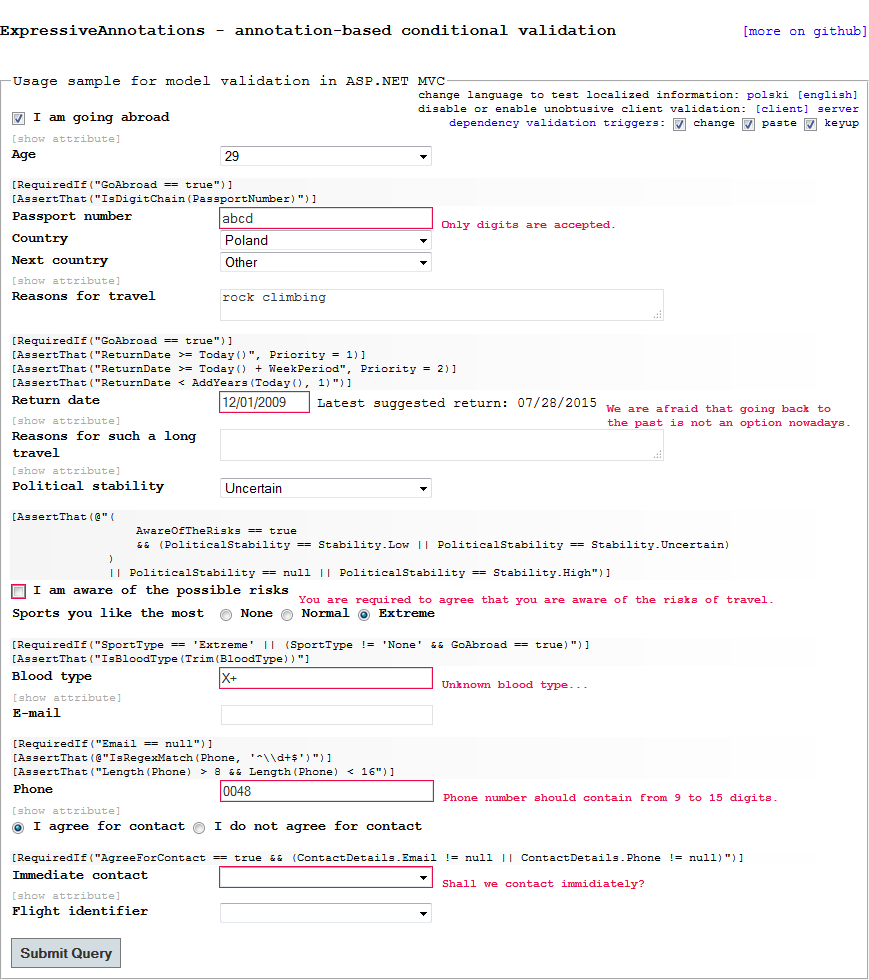 ExpressiveAnnotations - annotation-based conditional validation
[more on github]
Usage sample for model validation in ASP.NET MVC
change language to test localized information: polski [english]
disable or enable unobtusive client validation: [client] server
dependency validation triggers: change paste keyup
I am going abroad
[show attribute]
Age 29
[RequiredIf("GoAbroad == true")]
[AssertThat("IsDigitChain(PassportNumber)")]
Passport number abcd Only digits are accepted.
Country Poland
Next country Other
[show attribute]
Reasons for travel rock climbing
[RequiredIf("GoAbroad == true")]
[AssertThat("ReturnDate >= Today()", Priority = 1)]
[AssertThat("ReturnDate >= Today() + WeekPeriod", Priority = 2)]
[AssertThat("ReturnDate < AddYears(Today(), 1)")]
Return date 12/01/2009 Latest suggested return: 07/28/2015 We are afraid that going back to
the past is not an option nowadays.
[show attribute]
Reasons for such a long
travel
[show attribute]
Political stability Uncertain
[AssertThat(@"(
AwareOfTheRisks == true
&& (PoliticalStability == Stability.Low || PoliticalStability == Stability.Uncertain)
)
|| PoliticalStability == null || PoliticalStability == Stability.High")]
I am aware of the possible risks You are required to agree that you are aware of the risks of travel.
Sports you like the most None Normal Extreme
[RequiredIf("SportType == 'Extreme' || (SportType != 'None' && GoAbroad == true)")]
[AssertThat("IsBloodType(Trim(BloodType))"]
Blood type X+ Unknown blood type...
[show attribute]
E-mail
[RequiredIf("Email == null")]
[AssertThat(@"IsRegexMatch(Phone, '^\\d+$')")]
[AssertThat("Length(Phone) > 8 && Length(Phone) < 16")]
Phone 0048 Phone number should contain from 9 to 15 digits.
[show attribute]
I agree for contact I do not agree for contact
[RequiredIf("AgreeForContact == true && (ContactDetails.Email != null || ContactDetails.Phone != null)")]
Immediate contact Shall we contact immidiately?
[show attribute]
Flight identifier
Submit Query